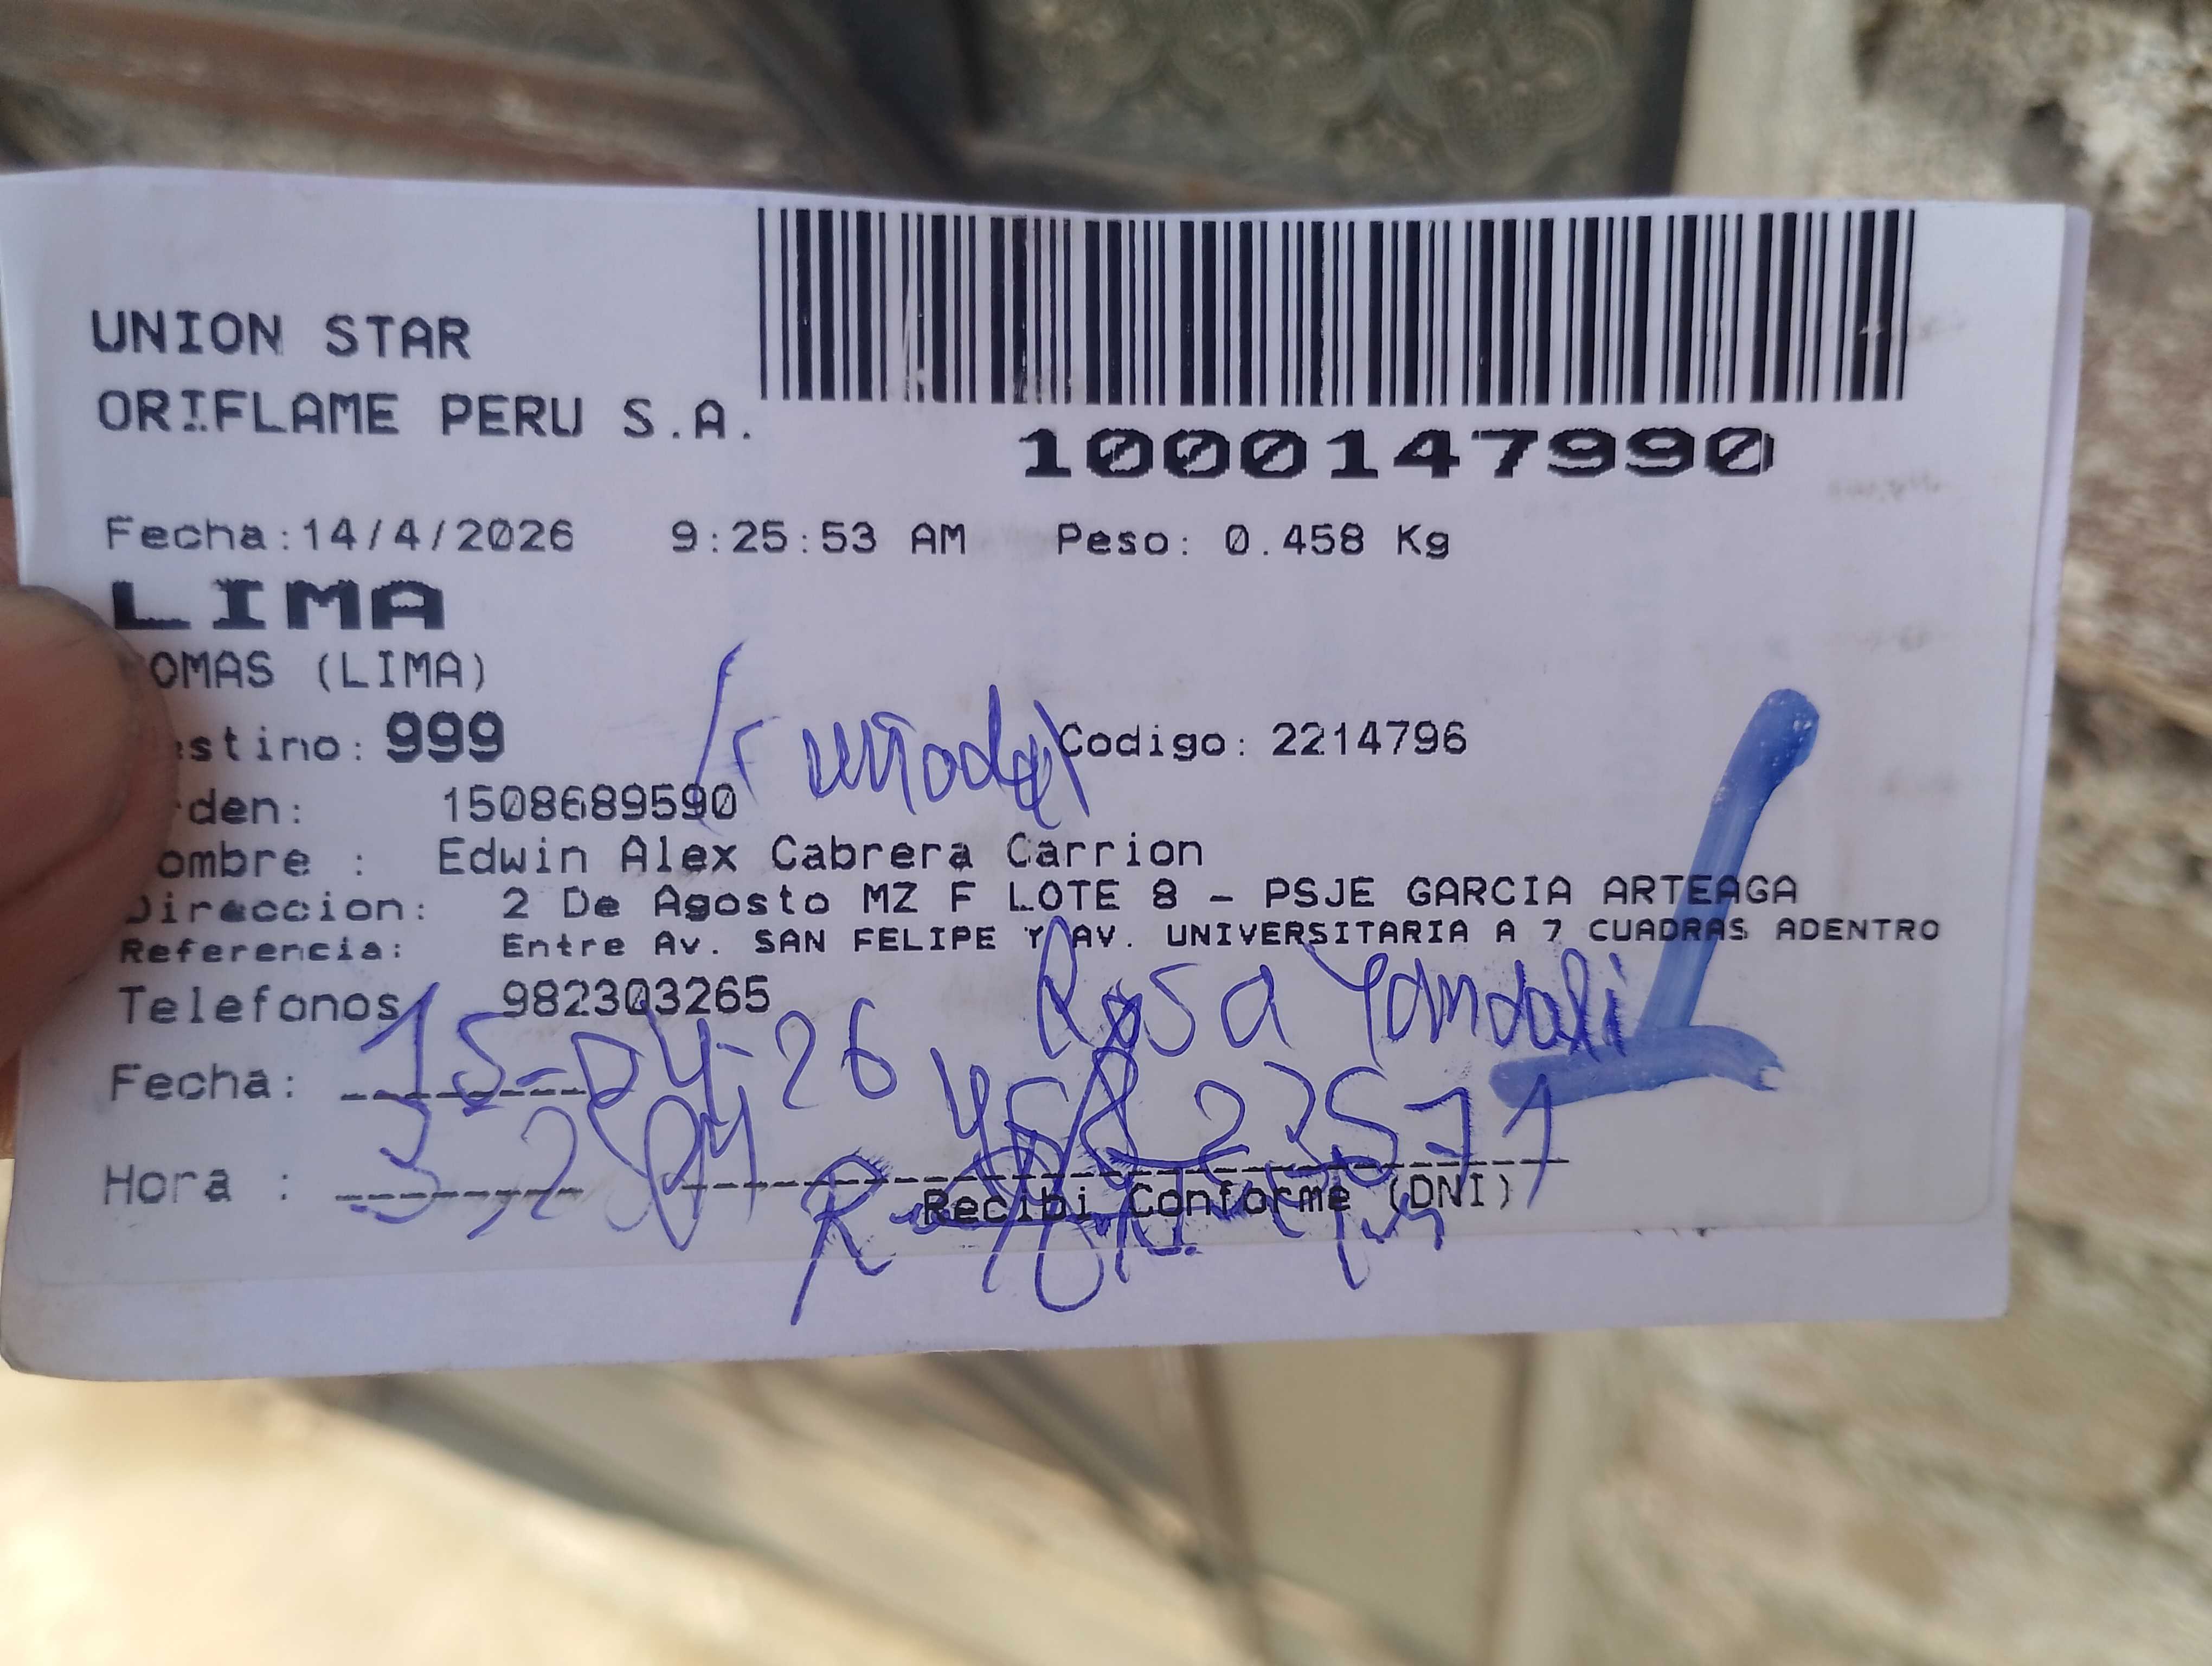 UNION STAR
ORIFLAME PERU S.A.
1000147990
Fecha:14/4/2026 9:25:53 AM Peso: 0.458 Kg
LIMA
OMAS (LIMA)
stino: 999 Codigo: 2214796
rden: 1508689590
ombre : Edwin Alex Cabrera Carrion
Direccion: 2 De Agosto MZ F LOTE 8 - PSJE GARCIA ARTEAGA
Referencia: Entre Av. SAN FELIPE Y AV. UNIVERSITARIA A 7 CUADRAS ADENTRO
Telefonos 982303265
Rosa
Fecha: 15-04-26
Hora :
Recibi Conforme (DNI)